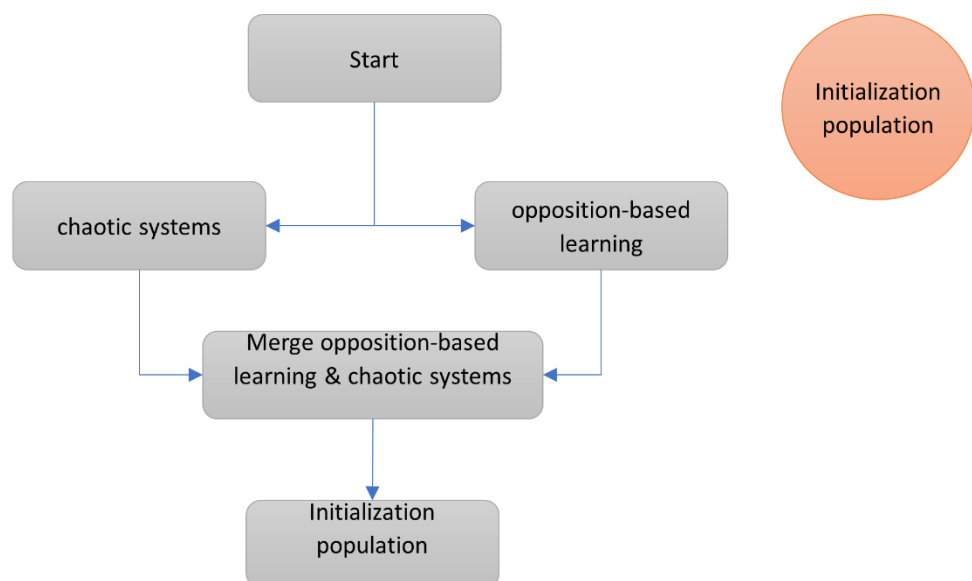 Start
Initialization
population
chaotic systems
opposition-based
learning
Merge opposition-based
learning & chaotic systems
Initialization
population